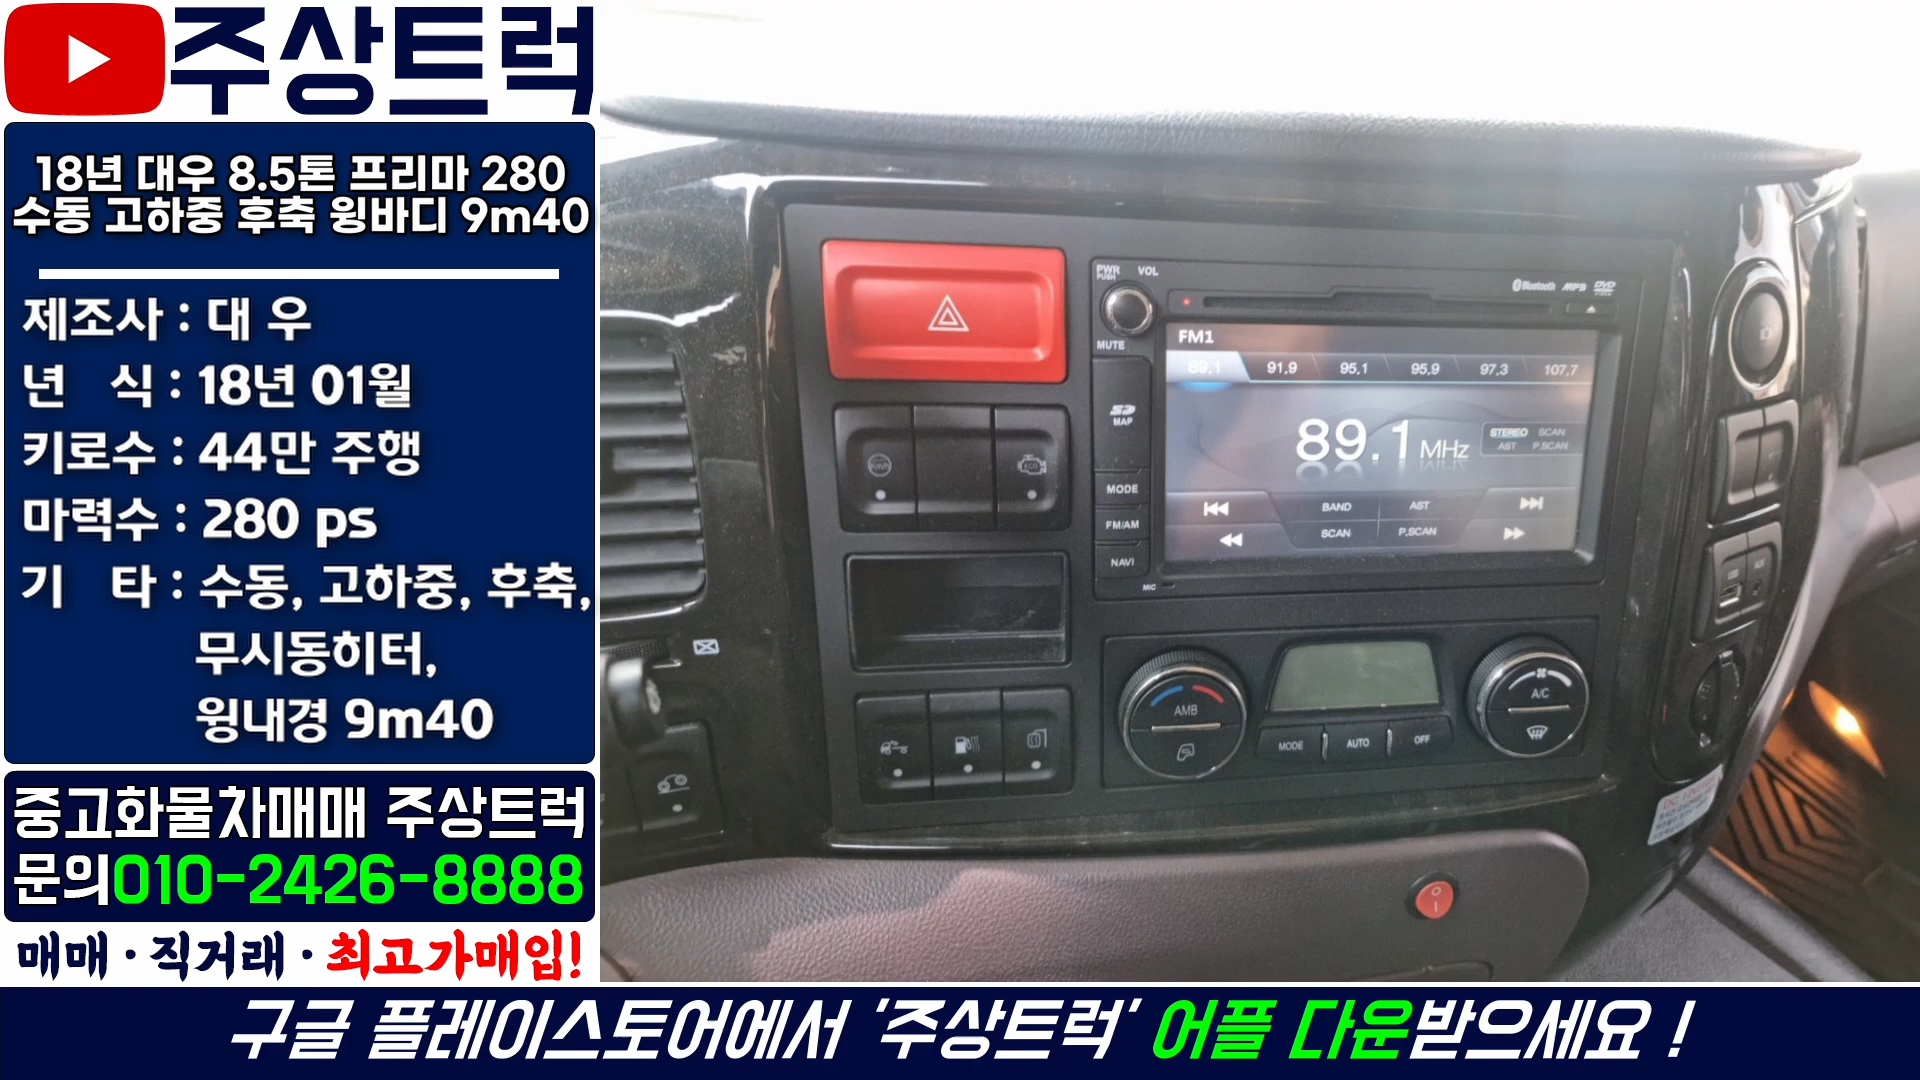 주상트럭
18년 대우 8.5톤 프리마 280
수동 고하중 후축 윙바디 9m40
제조사 : 대 우
년 식 : 18년 01월
키로수 : 44만 주행
마력수 : 280 ps
기 타 : 수동, 고하중, 후축,
무시동히터,
윙내경 9m40
중고화물차매매 주상트럭
문의010-2426-8888
매매 · 직거래 · 최고가매입!
구글 플레이스토어에서 '주상트럭' 어플 다운받으세요 !
PWR
PUSH
VOL
Bluetooth MP3 DVD
MUTE
FM1
89.1 91.9 95.1 95.9 97.3 107.7
MAP
89.1 MHz
STEREO SCAN
AST P.SCAN
MODE
BAND AST
FM/AM
SCAN P.SCAN
NAVI
MIC
AMB
A/C
MODE AUTO OFF